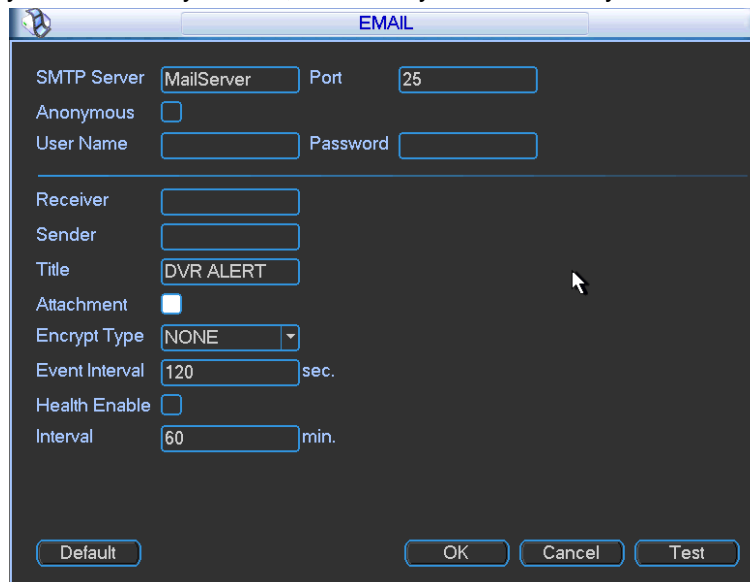 EMAIL
SMTP Server MailServer Port 25
Anonymous
User Name Password
Receiver
Sender
Title DVR ALERT
Attachment
Encrypt Type NONE
Event Interval 120 sec.
Health Enable
Interval 60 min.
Default OK Cancel Test